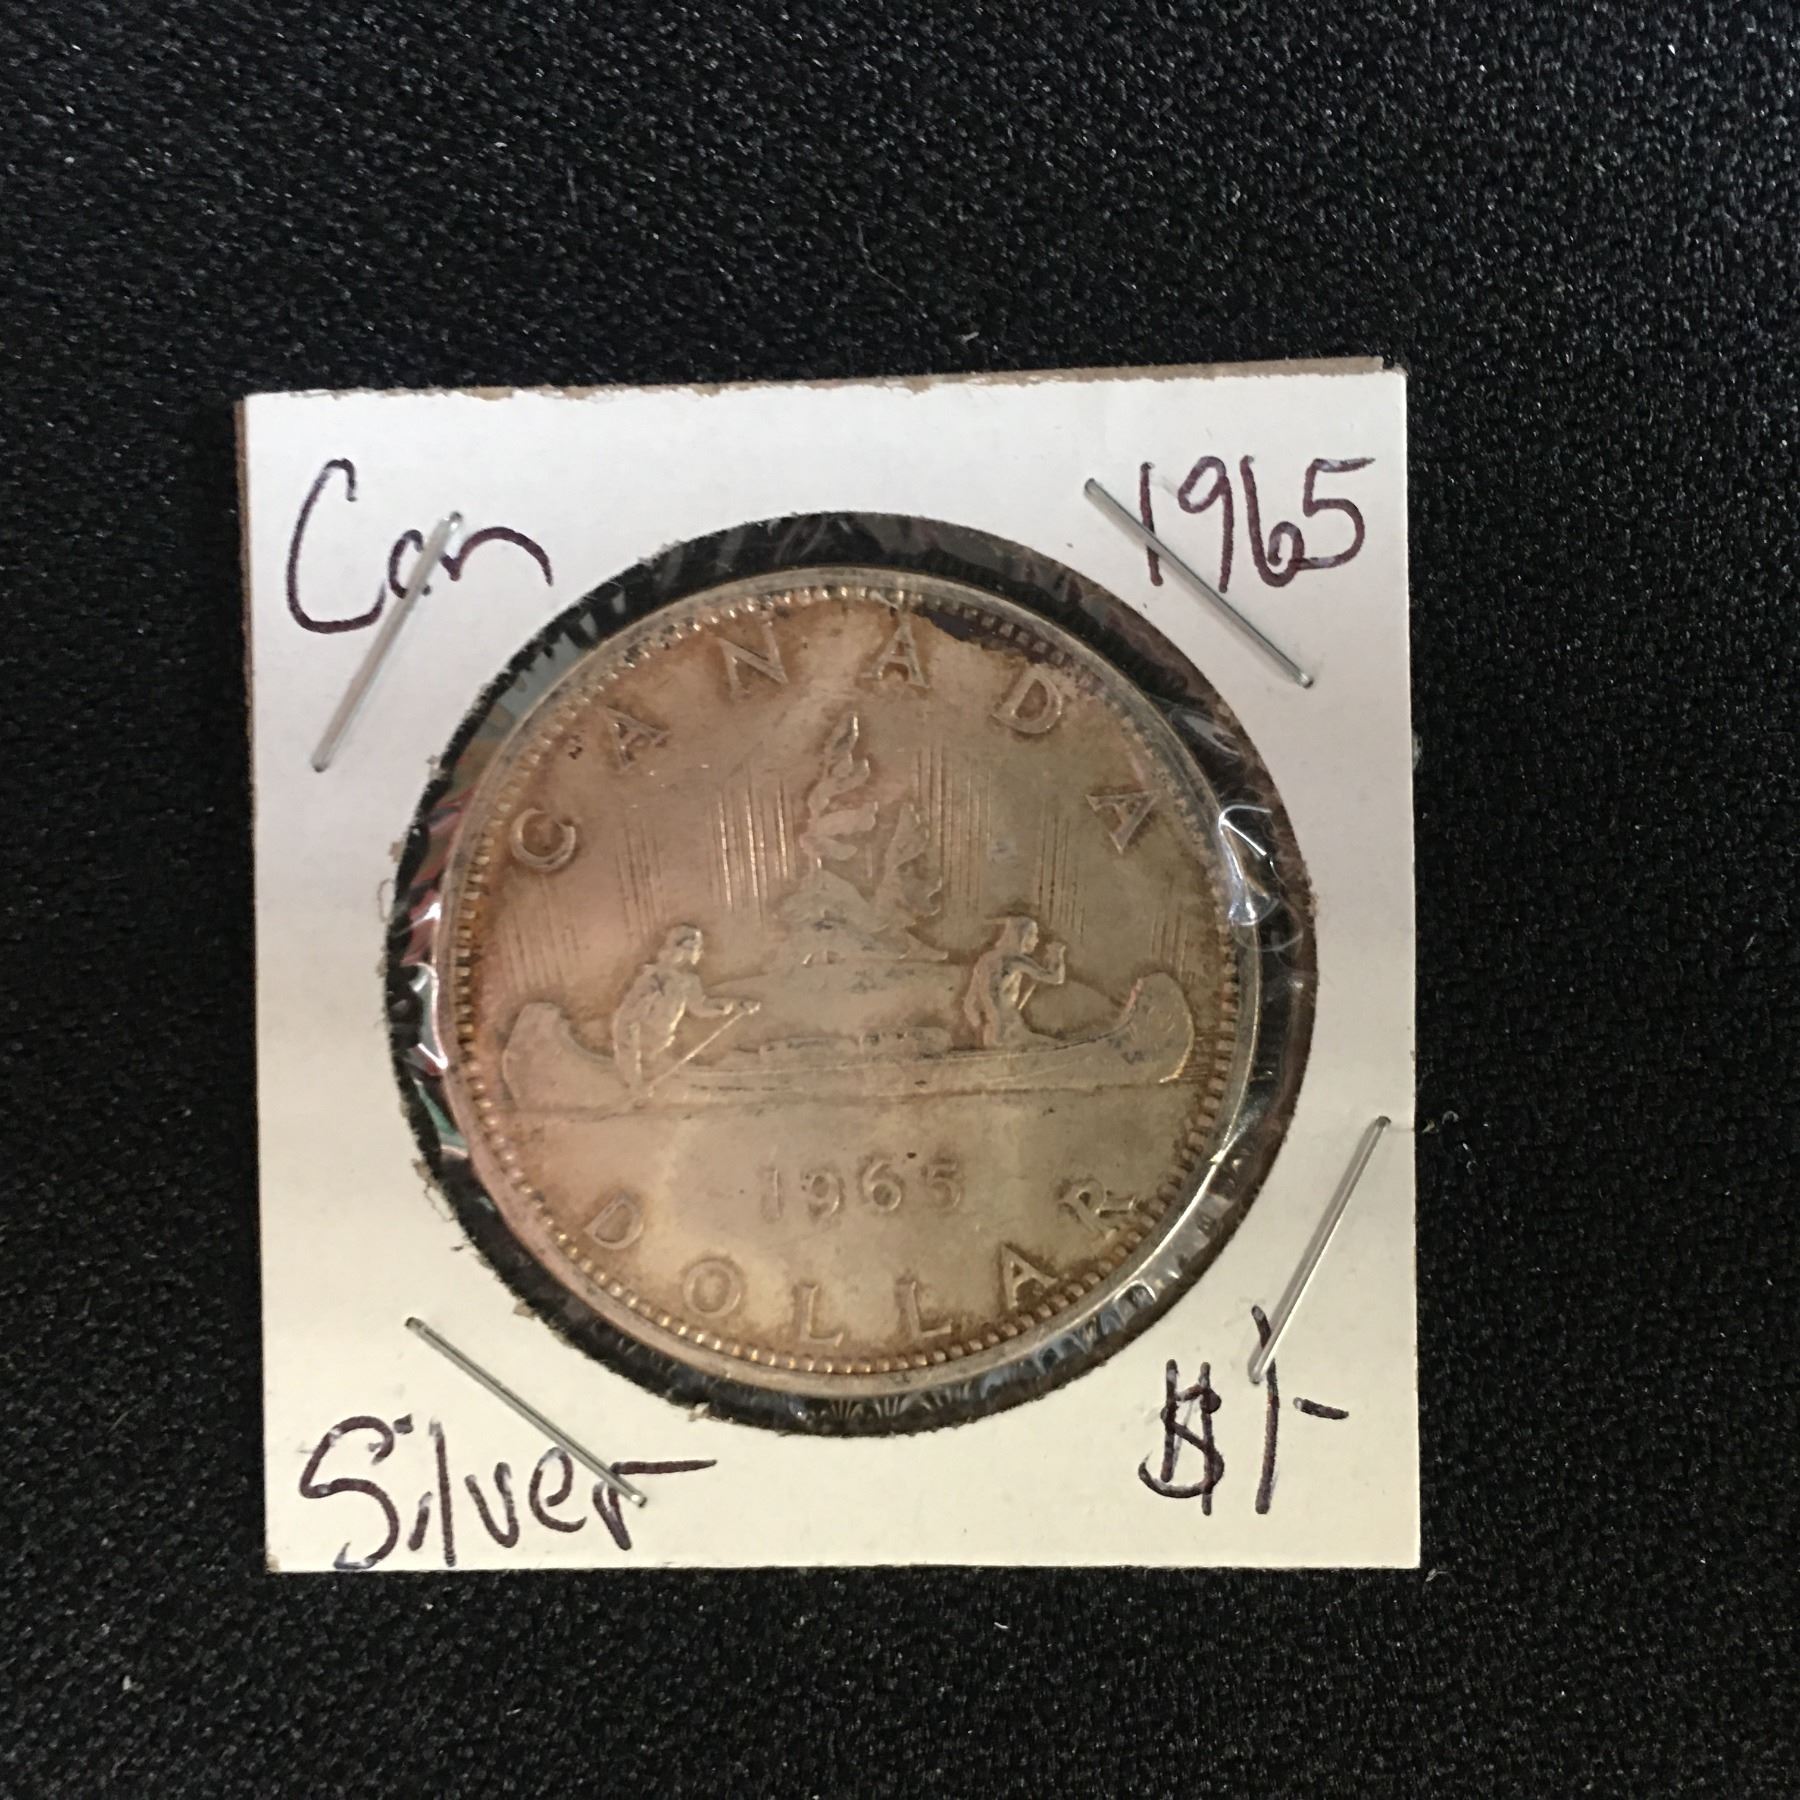 Can 1965
CANADA
1965
DOLLAR
Silver $1-